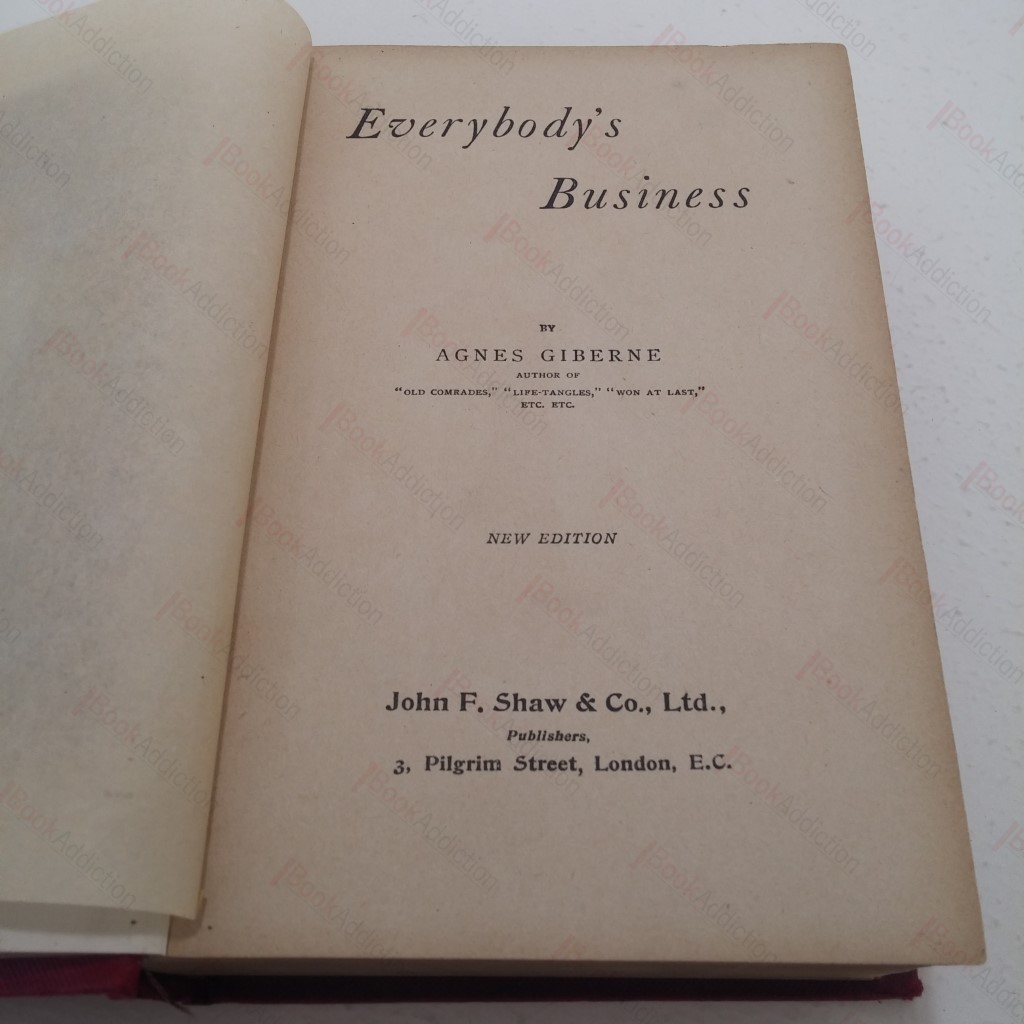 Everybody's
Business
BY
AGNES GIBERNE
AUTHOR OF
"OLD COMRADES," "LIFE-TANGLES," "WON AT LAST,"
ETC. ETC.
NEW EDITION
John F. Shaw & Co., Ltd.,
Publishers,
3, Pilgrim Street, London, E.C.
BookAddiction